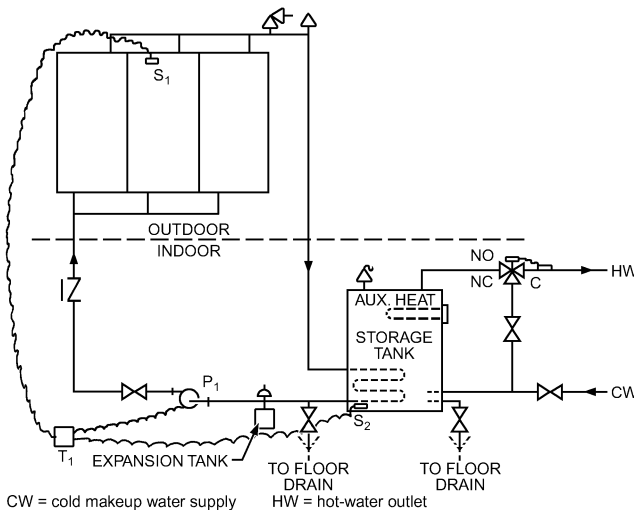 S1
OUTDOOR
INDOOR
NO
NC
C
HW
AUX. HEAT
STORAGE
TANK
P1
CW
S2
T1
EXPANSION TANK
TO FLOOR
DRAIN
TO FLOOR
DRAIN
CW = cold makeup water supply
HW = hot-water outlet